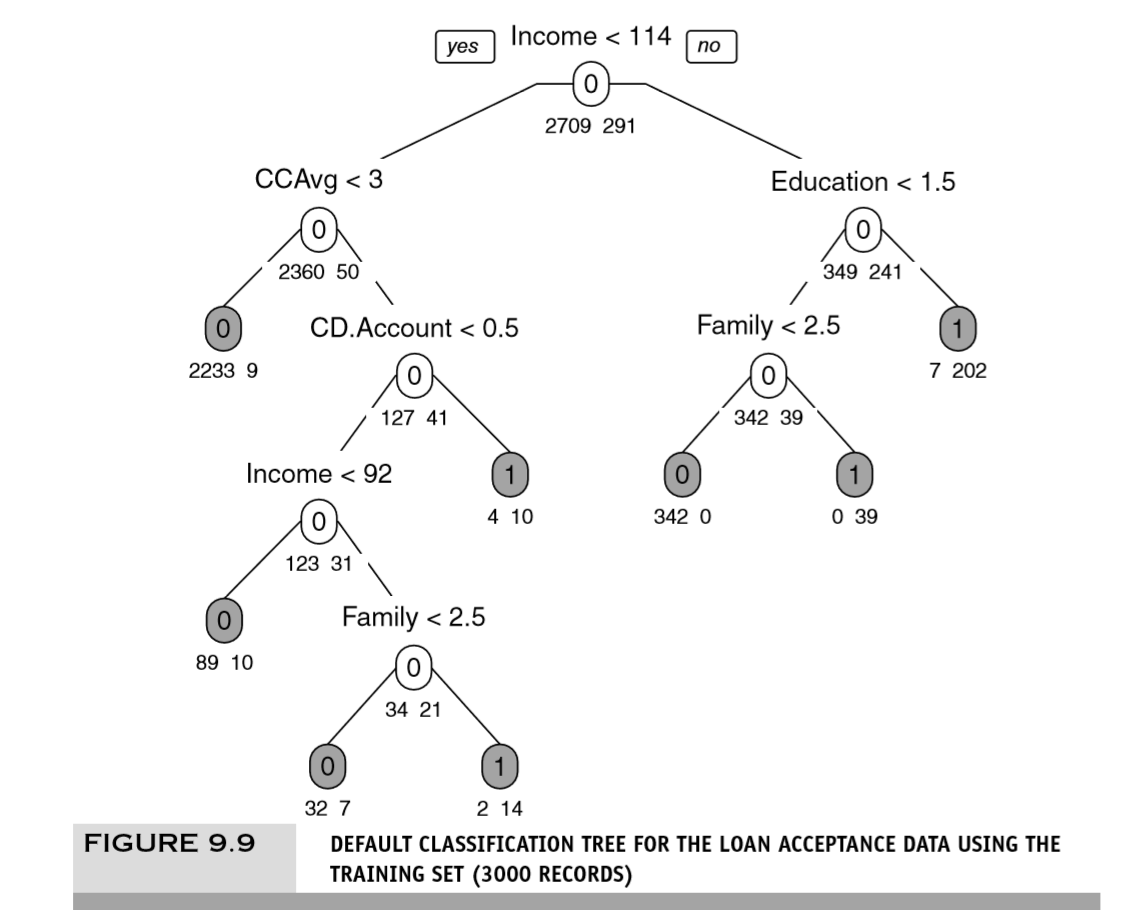 yes Income < 114 no
0
2709 291
CCAvg < 3 Education < 1.5
0 0
2360 50 349 241
0 CD.Account < 0.5 Family < 2.5 1
2233 9 7 202
0 0
127 41 342 39
Income < 92 1 0 1
4 10 342 0 0 39
0
123 31
0 Family < 2.5
89 10
0
34 21
0 1
32 7 2 14
FIGURE 9.9 DEFAULT CLASSIFICATION TREE FOR THE LOAN ACCEPTANCE DATA USING THE
TRAINING SET (3000 RECORDS)